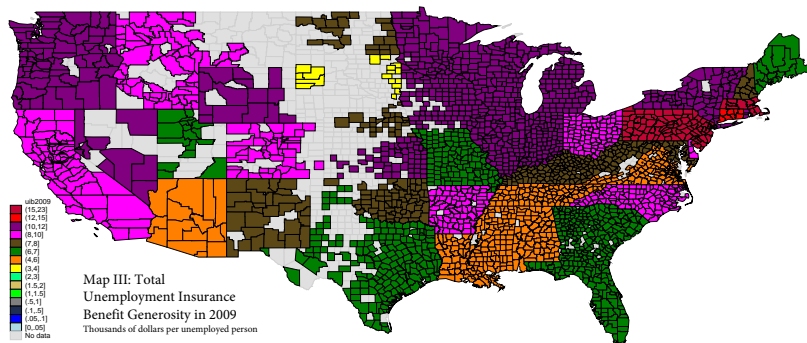 uib2009
(15,23]
(12,15]
(10,12]
(8,10]
(7,8]
(6,7]
(4,6]
(3,4]
(2,3]
(1.5,2]
(1,1.5]
(.5,1]
(.1,.5]
(.05,.1]
[0,.05]
No data
Map III: Total
Unemployment Insurance
Benefit Generosity in 2009
Thousands of dollars per unemployed person